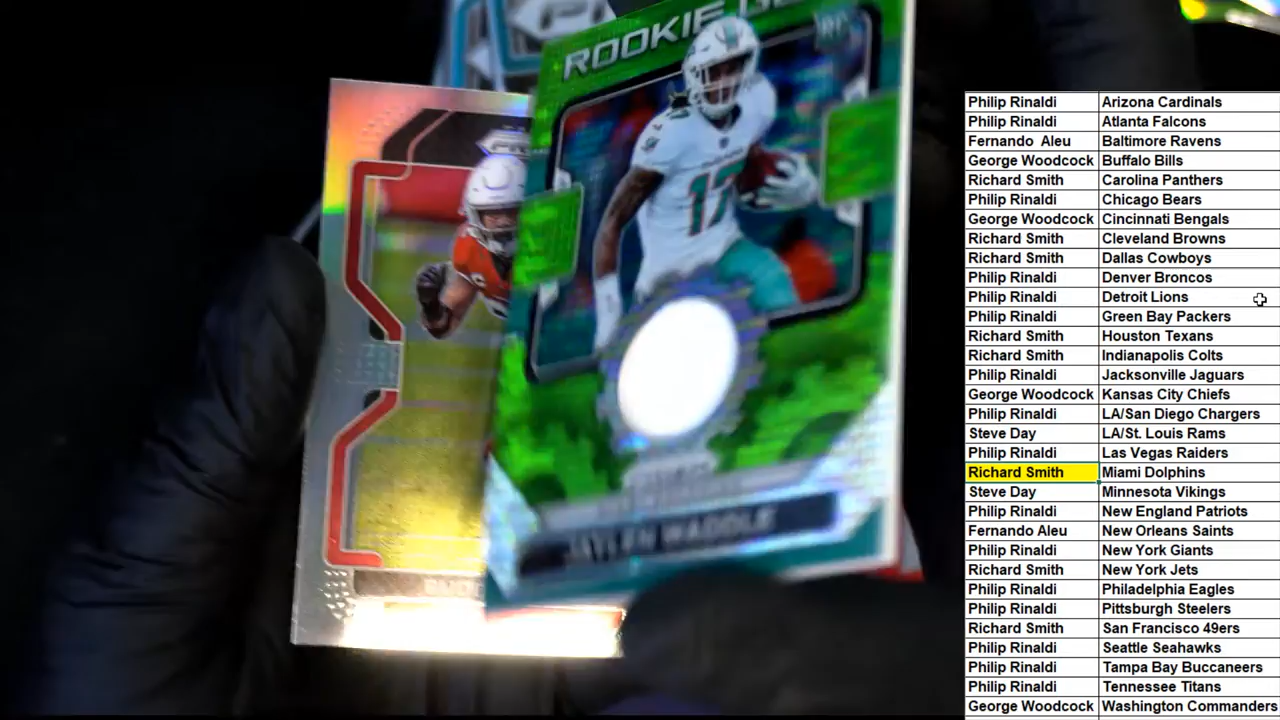 ROOKIE
RC
17
JAYLEN WADDLE
Philip Rinaldi Arizona Cardinals
Philip Rinaldi Atlanta Falcons
Fernando Aleu Baltimore Ravens
George Woodcock Buffalo Bills
Richard Smith Carolina Panthers
Philip Rinaldi Chicago Bears
George Woodcock Cincinnati Bengals
Richard Smith Cleveland Browns
Richard Smith Dallas Cowboys
Philip Rinaldi Denver Broncos
Philip Rinaldi Detroit Lions
Philip Rinaldi Green Bay Packers
Richard Smith Houston Texans
Richard Smith Indianapolis Colts
Philip Rinaldi Jacksonville Jaguars
George Woodcock Kansas City Chiefs
Philip Rinaldi LA/San Diego Chargers
Steve Day LA/St. Louis Rams
Philip Rinaldi Las Vegas Raiders
Richard Smith Miami Dolphins
Steve Day Minnesota Vikings
Philip Rinaldi New England Patriots
Fernando Aleu New Orleans Saints
Philip Rinaldi New York Giants
Richard Smith New York Jets
Philip Rinaldi Philadelphia Eagles
Philip Rinaldi Pittsburgh Steelers
Richard Smith San Francisco 49ers
Philip Rinaldi Seattle Seahawks
Philip Rinaldi Tampa Bay Buccaneers
Philip Rinaldi Tennessee Titans
George Woodcock Washington Commanders